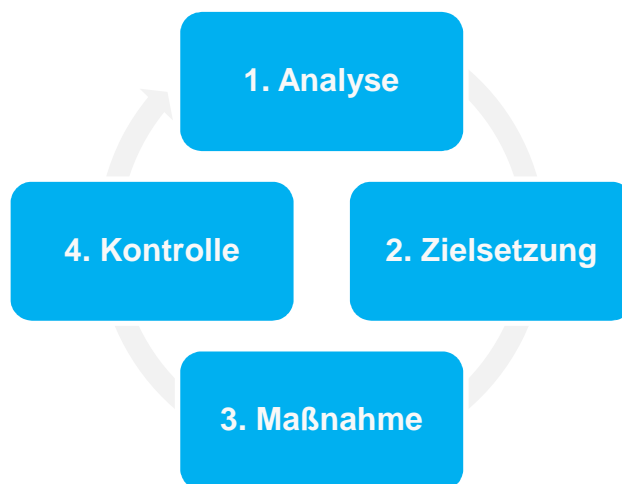 1. Analyse
2. Zielsetzung
3. Maßnahme
4. Kontrolle